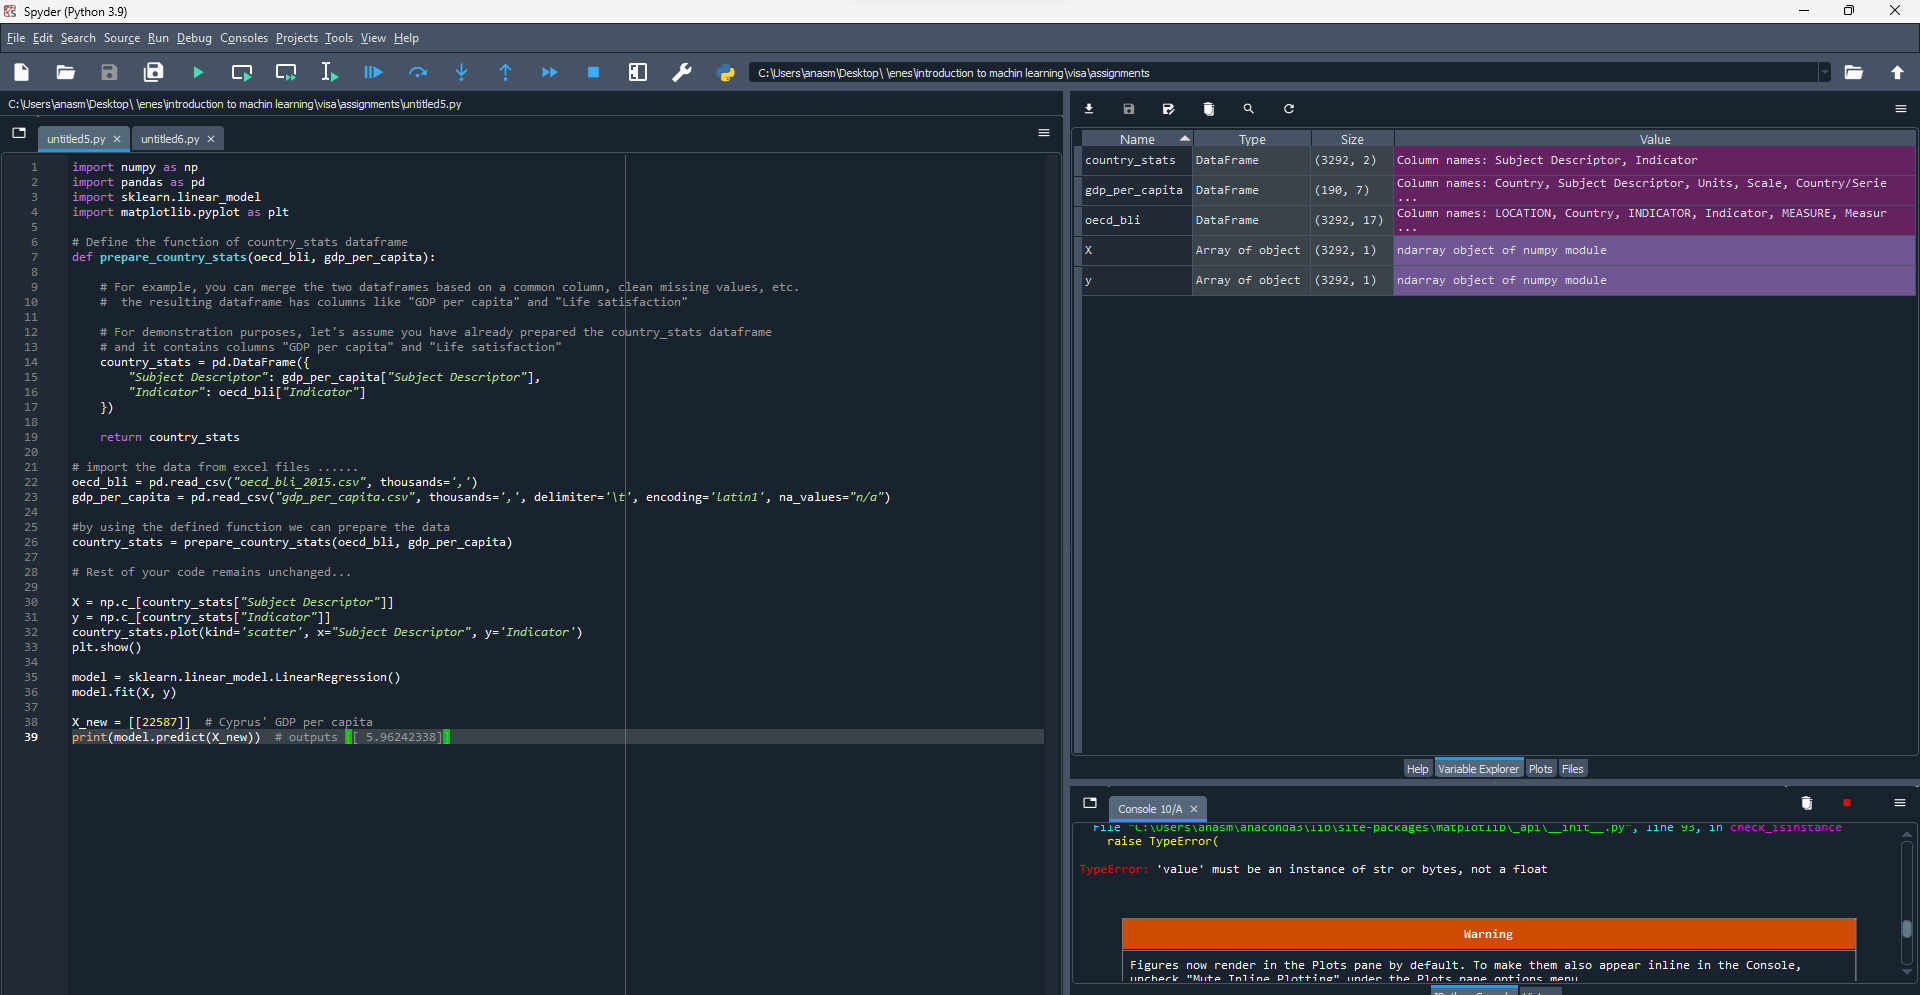 Spyder (Python 3.9)
File Edit Search Source Run Debug Consoles Projects Tools View Help
C:\Users\anasm\Desktop\ \enes\introduction to machin learning\visa\assignments
C:\Users\anasm\Desktop\ \enes\introduction to machin learning\visa\assignments\untitled5.py
untitled5.py
untitled6.py
1 import numpy as np
2 import pandas as pd
3 import sklearn.linear_model
4 import matplotlib.pyplot as plt
5
6 # Define the function of country_stats dataframe
7 def prepare_country_stats(oecd_bli, gdp_per_capita):
8
9 # For example, you can merge the two dataframes based on a common column, clean missing values, etc.
10 #  the resulting dataframe has columns like "GDP per capita" and "Life satisfaction"
11
12 # For demonstration purposes, let's assume you have already prepared the country_stats dataframe
13 # and it contains columns "GDP per capita" and "Life satisfaction"
14 country_stats = pd.DataFrame({
15 "Subject Descriptor": gdp_per_capita["Subject Descriptor"],
16 "Indicator": oecd_bli["Indicator"]
17 })
18
19 return country_stats
20
21 # import the data from excel files ......
22 oecd_bli = pd.read_csv("oecd_bli_2015.csv", thousands=',')
23 gdp_per_capita = pd.read_csv("gdp_per_capita.csv", thousands=',', delimiter='\t', encoding='latin1', na_values="n/a")
24
25 #by using the defined function we can prepare the data
26 country_stats = prepare_country_stats(oecd_bli, gdp_per_capita)
27
28 # Rest of your code remains unchanged...
29
30 X = np.c_[country_stats["Subject Descriptor"]]
31 y = np.c_[country_stats["Indicator"]]
32 country_stats.plot(kind='scatter', x="Subject Descriptor", y='Indicator')
33 plt.show()
34
35 model = sklearn.linear_model.LinearRegression()
36 model.fit(X, y)
37
38 X_new = [[22587]]  # Cyprus' GDP per capita
39 print(model.predict(X_new))  # outputs [[ 5.96242338]]
Name Type Size Value
country_stats DataFrame (3292, 2) Column names: Subject Descriptor, Indicator
gdp_per_capita DataFrame (190, 7) Column names: Country, Subject Descriptor, Units, Scale, Country/Serie
...
oecd_bli DataFrame (3292, 17) Column names: LOCATION, Country, INDICATOR, Indicator, MEASURE, Measur
...
X Array of object (3292, 1) ndarray object of numpy module
y Array of object (3292, 1) ndarray object of numpy module
Help Variable Explorer Plots Files
Console 10/A
File "C:\Users\anasm\anaconda3\lib\site-packages\matplotlib\_api\__init__.py", line 93, in check_isinstance
raise TypeError(
TypeError: 'value' must be an instance of str or bytes, not a float
Warning
Figures now render in the Plots pane by default. To make them also appear inline in the Console,
uncheck "Mute Inline Plotting" under the Plots pane options menu.